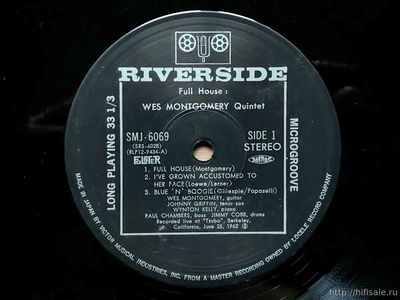 RIVERSIDE
Full House:
WES MONTGOMERY Quintet
SMJ-6069
(SRS-6028)
(RLP12-9434-A)
SIDE 1
STEREO
LONG PLAYING 33 1/3
MICROGROOVE
1. FULL HOUSE(Montgomery)
2. I'VE GROWN ACCUSTOMED TO
HER FACE(Loewe/Lerner)
3. BLUE 'N' BOOGIE(Gillespie/Papaselli)
WES MONTGOMERY, guitar
JOHNNY GRIFFIN, tenor sax
WYNTON KELLY, piano
PAUL CHAMBERS, bass JIMMY COBB, drums
Recorded live at "Tsubo", Berkeley,
California, June 25, 1962
MADE IN JAPAN BY VICTOR MUSICAL INDUSTRIES, INC. FROM A MASTER RECORDING OWNED BY LOCELE RECORD COMPANY
http://hifisale.ru